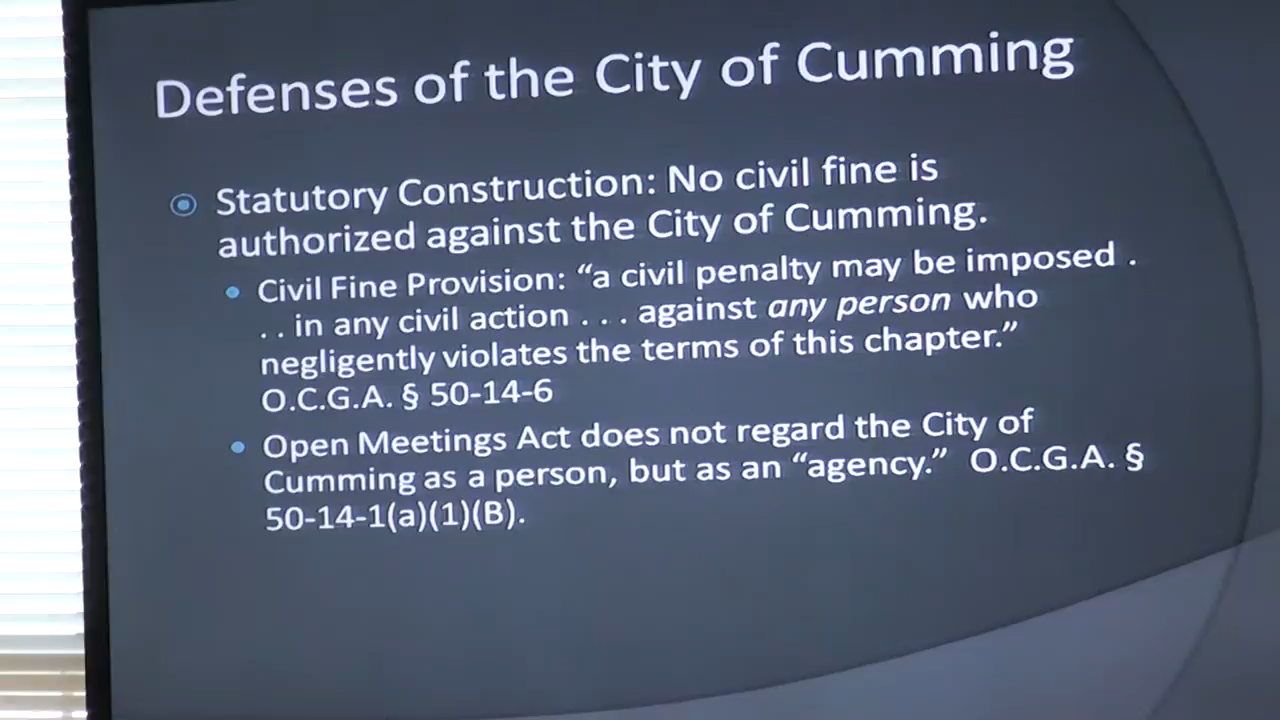 Defenses of the City of Cumming
Statutory Construction: No civil fine is
authorized against the City of Cumming.
Civil Fine Provision: “a civil penalty may be imposed .
. . in any civil action . . . against any person who
negligently violates the terms of this chapter.”
O.C.G.A. § 50-14-6
Open Meetings Act does not regard the City of
Cumming as a person, but as an “agency.” O.C.G.A. §
50-14-1(a)(1)(B).